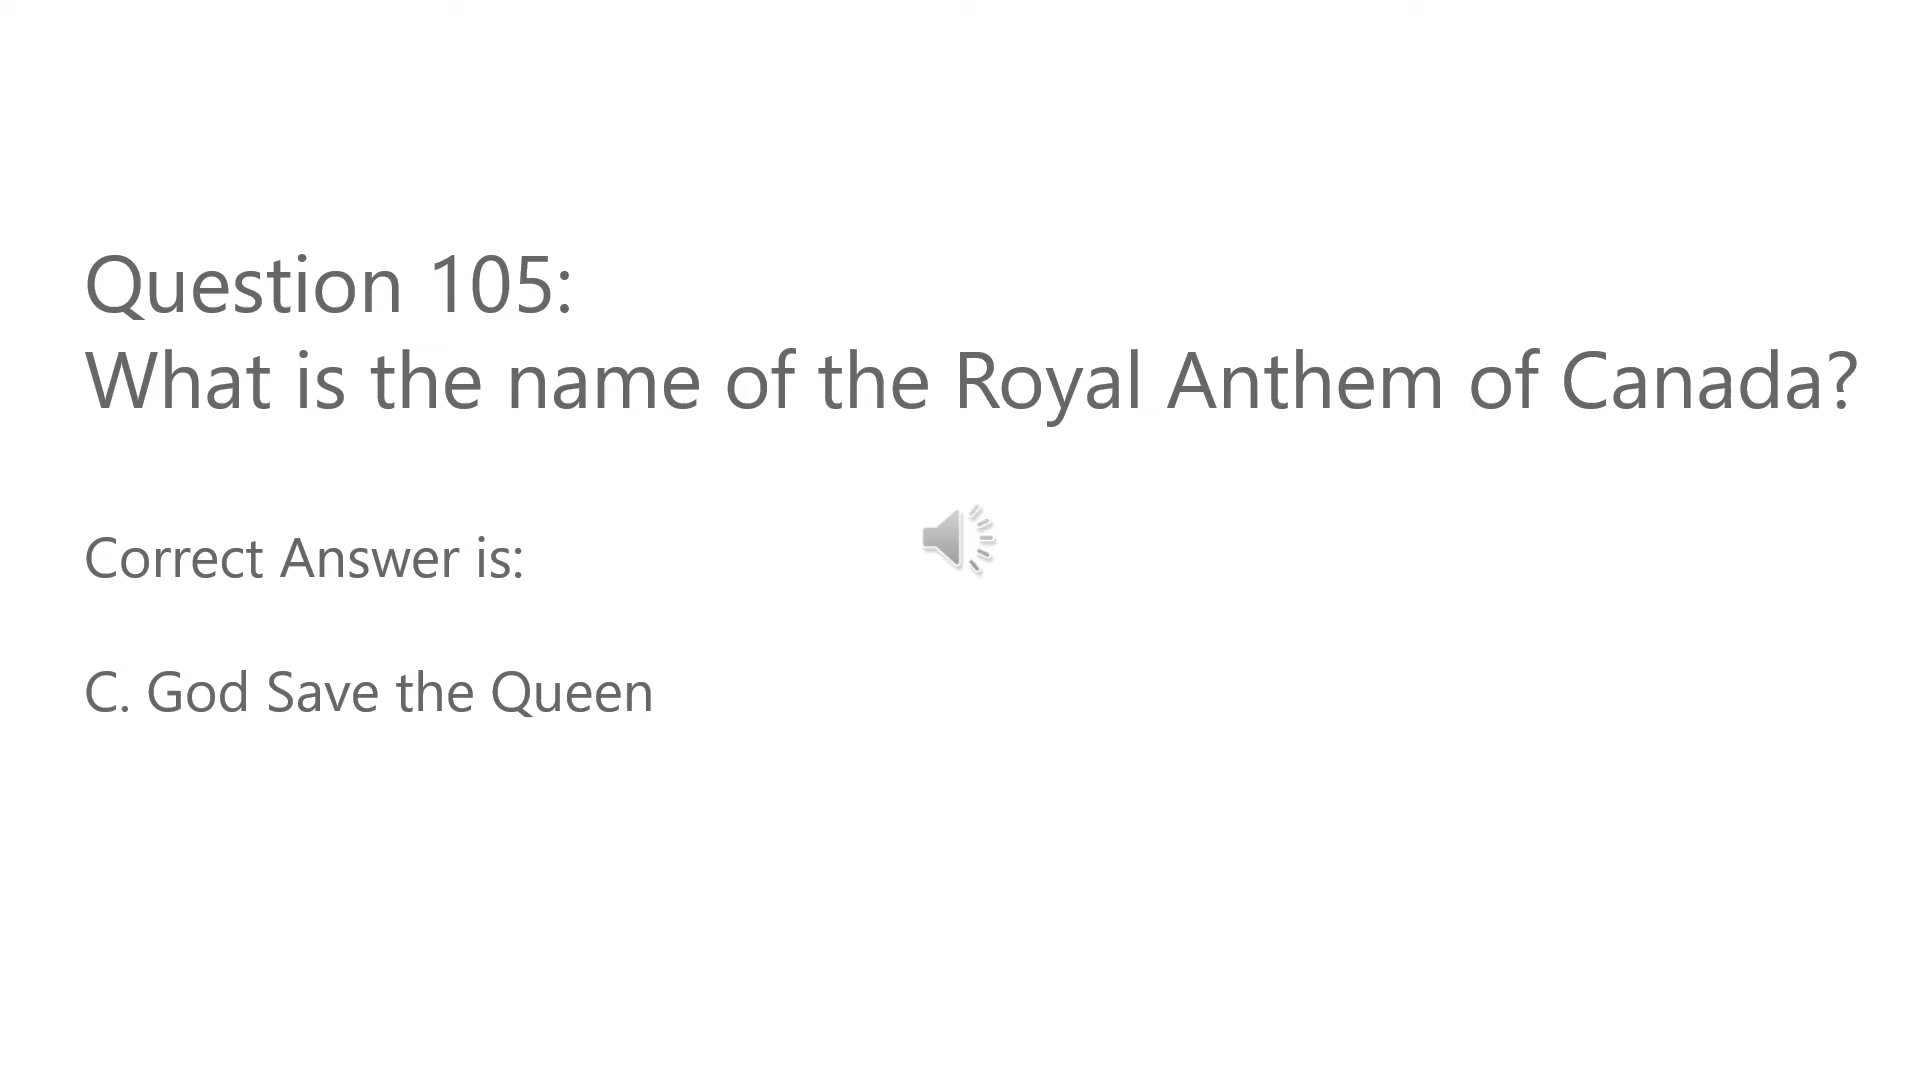 Question 105:
What is the name of the Royal Anthem of Canada?
Correct Answer is:
C. God Save the Queen